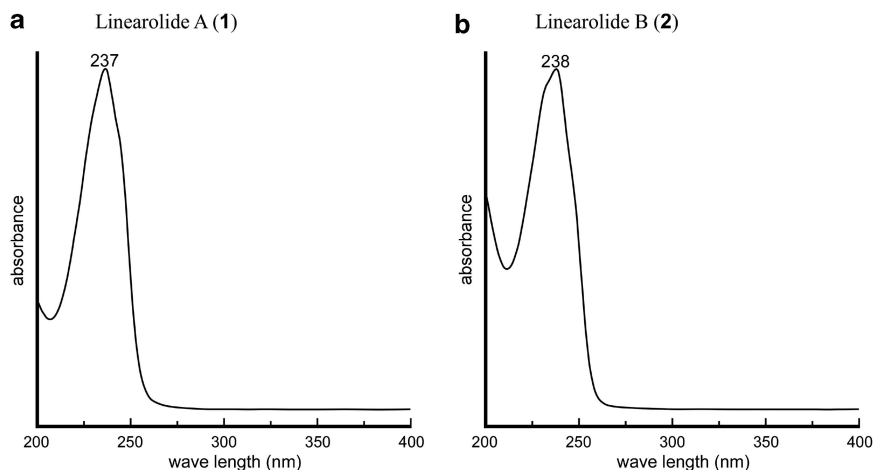 a Linearolide A (1)
237
absorbance
200 250 300 350 400
wave length (nm)
b Linearolide B (2)
238
absorbance
200 250 300 350 400
wave length (nm)